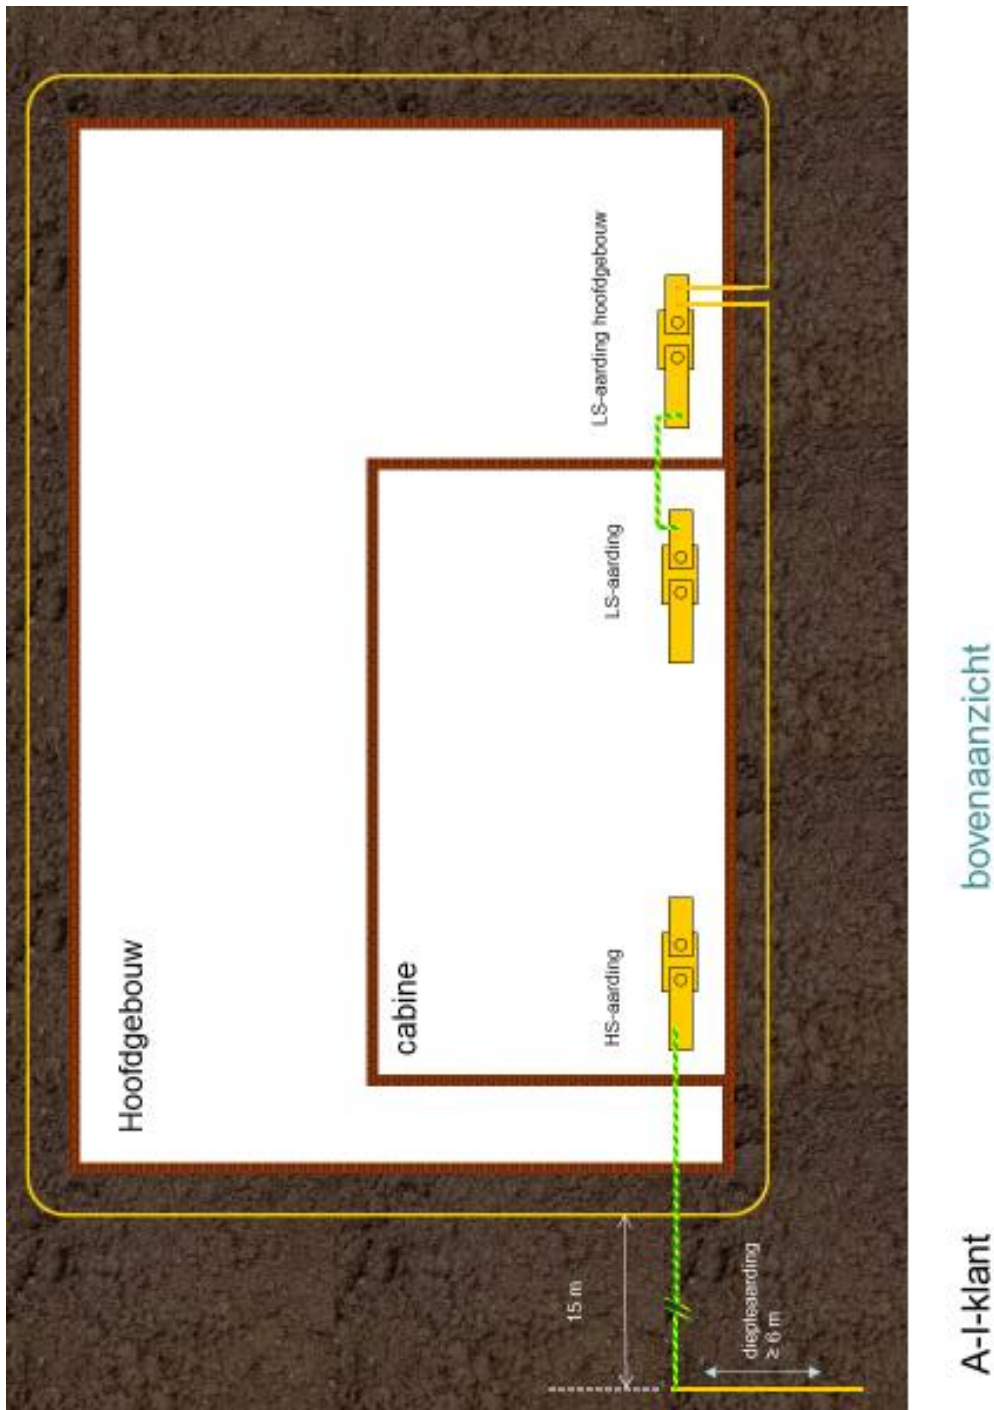 A-I-klant
bovenaanzicht
Hoofdgebouw
cabine
LS-aarding hoofdgebouw
LS-aarding
HS-aarding
15 m
diepteaarding
≥ 6 m